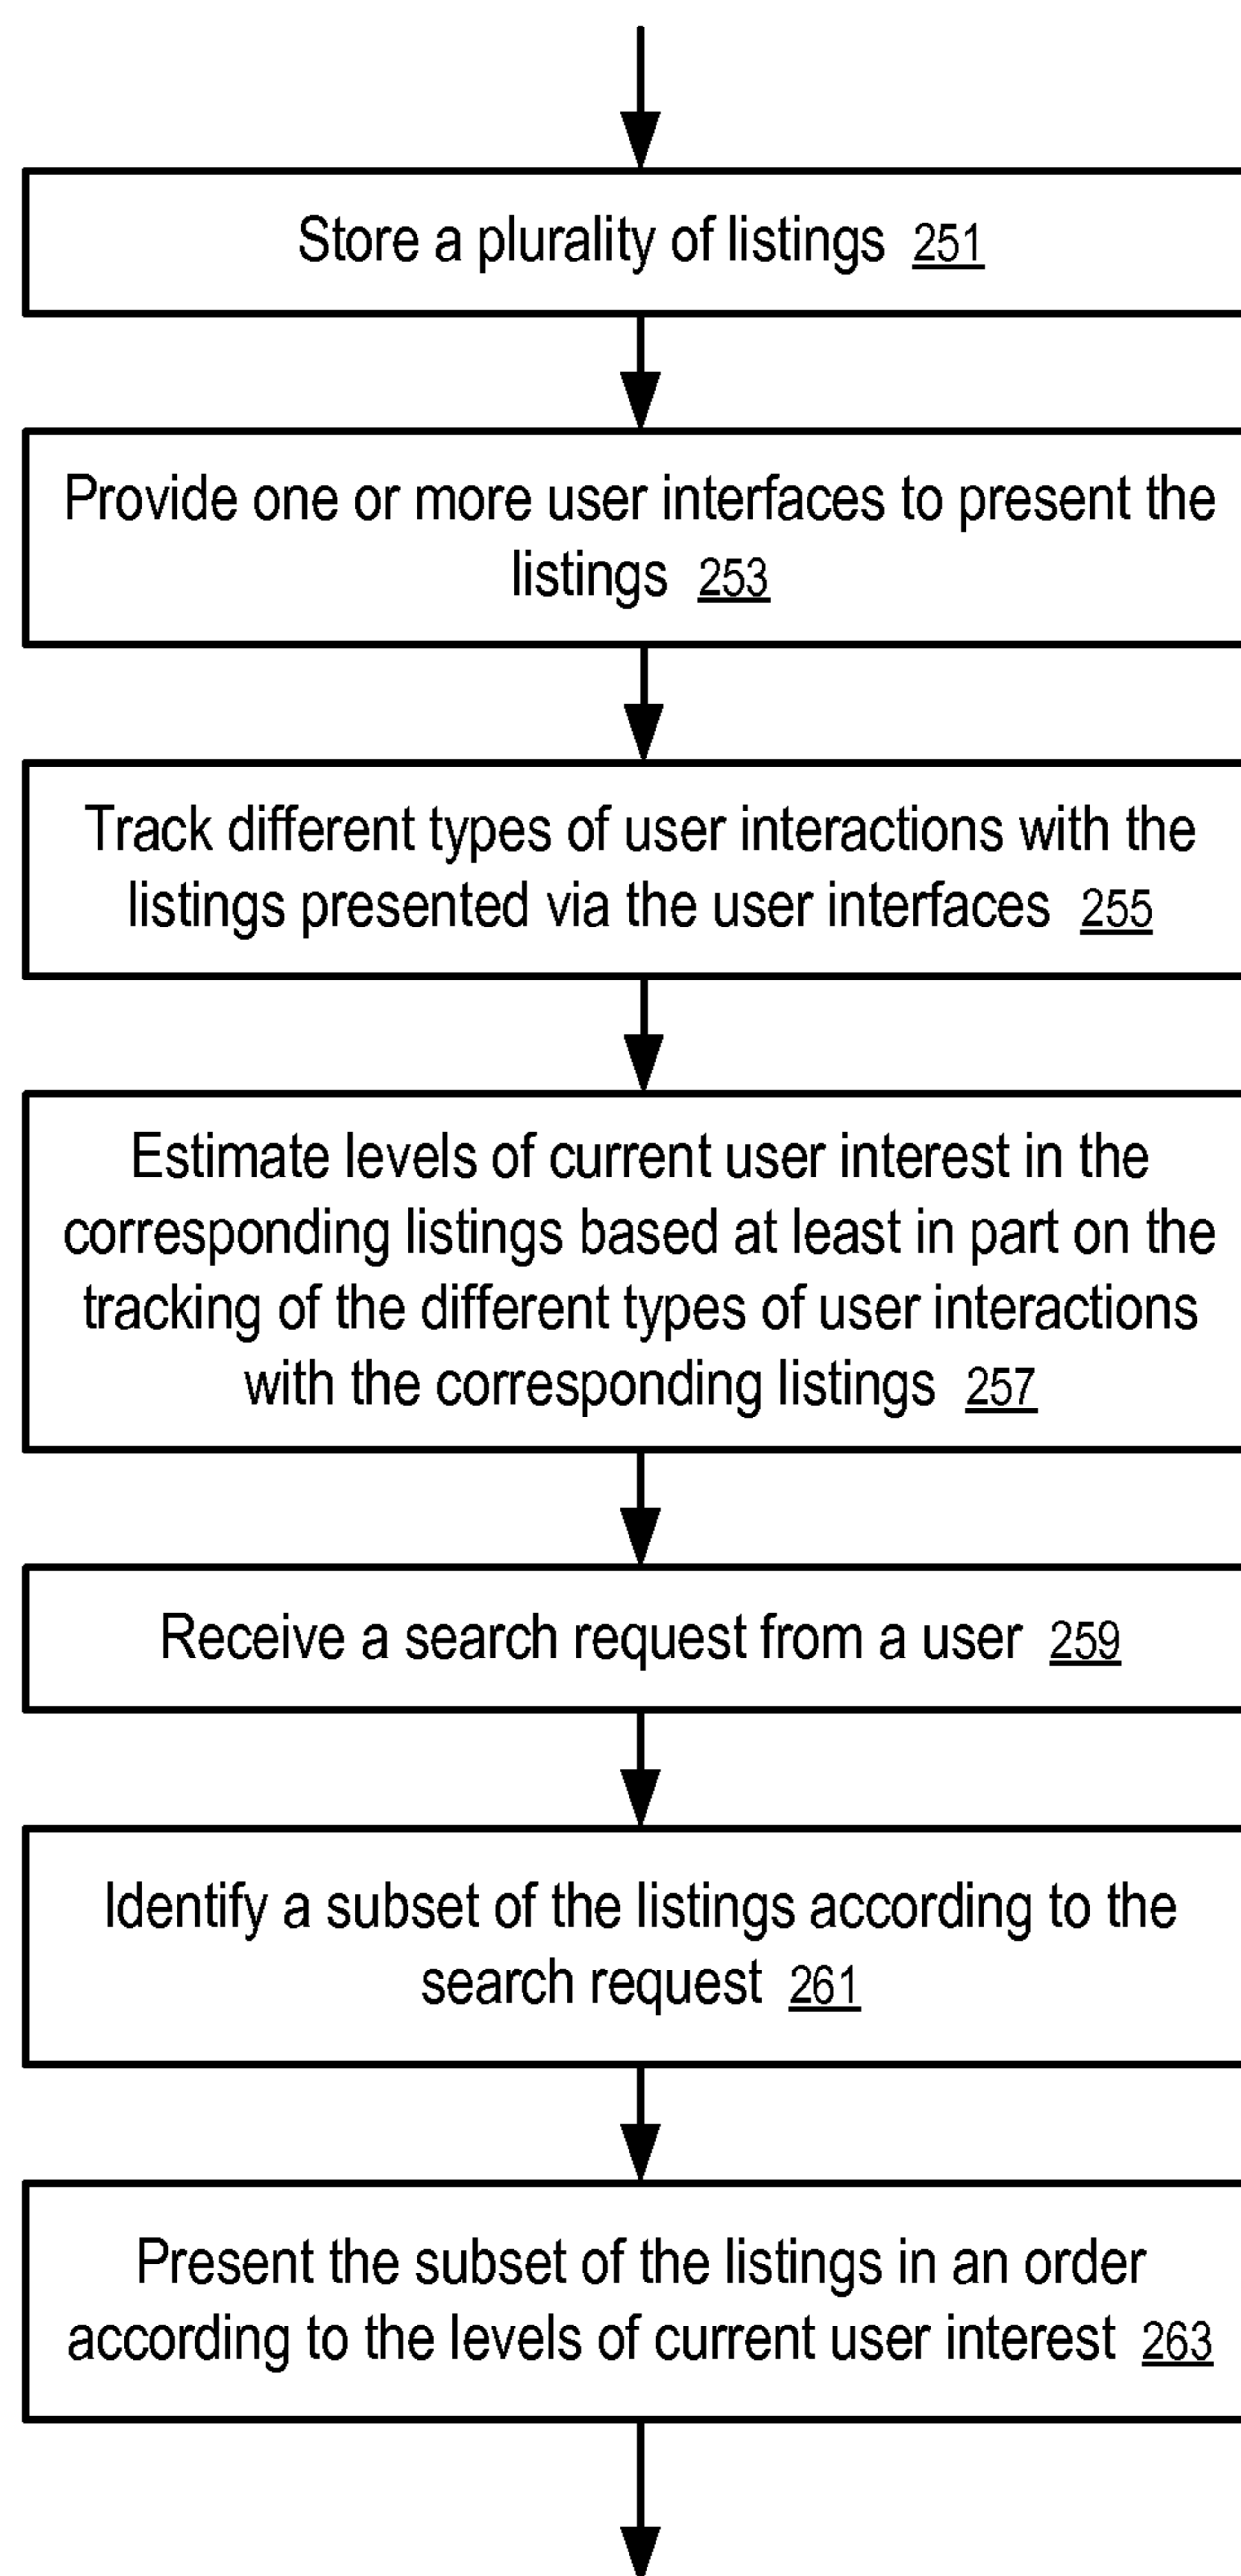 Store a plurality of listings 251
Provide one or more user interfaces to present the
listings 253
Track different types of user interactions with the
listings presented via the user interfaces 255
Estimate levels of current user interest in the
corresponding listings based at least in part on the
tracking of the different types of user interactions
with the corresponding listings 257
Receive a search request from a user 259
Identify a subset of the listings according to the
search request 261
Present the subset of the listings in an order
according to the levels of current user interest 263